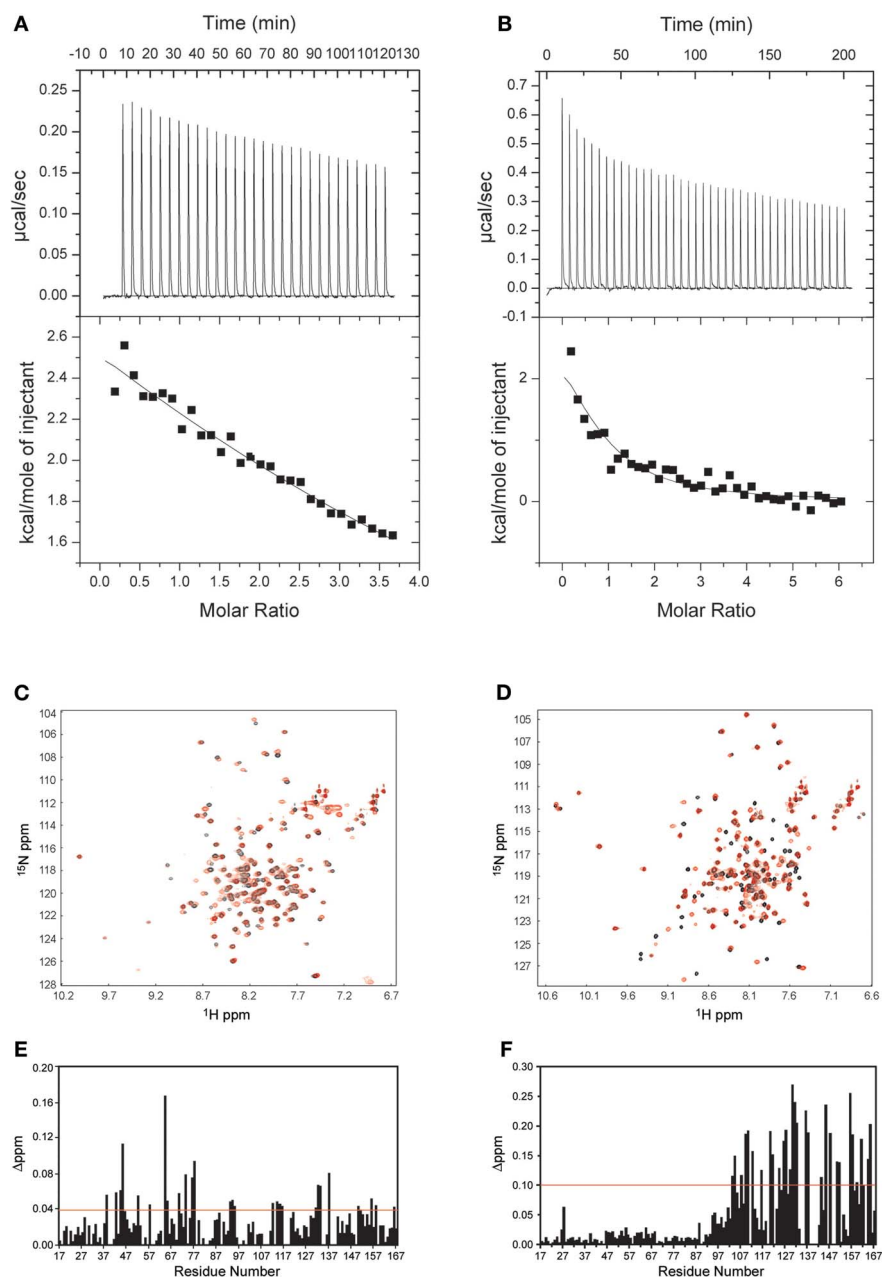 A
Time (min)
-10 0 10 20 30 40 50 60 70 80 90 100 110 120 130
0.25
0.20
0.15
0.10
0.05
0.00
µcal/sec
2.6
2.4
2.2
2.0
1.8
1.6
kcal/mole of injectant
0.0 0.5 1.0 1.5 2.0 2.5 3.0 3.5 4.0
Molar Ratio
B
Time (min)
0 50 100 150 200
0.7
0.6
0.5
0.4
0.3
0.2
0.1
0.0
-0.1
µcal/sec
2
0
kcal/mole of injectant
0 1 2 3 4 5 6
Molar Ratio
C
104
106
108
110
112
114
116
118
120
122
124
126
128
15N ppm
10.2 9.7 9.2 8.7 8.2 7.7 7.2 6.7
1H ppm
D
105
107
109
111
113
115
117
119
121
123
125
127
15N ppm
10.6 10.1 9.6 9.1 8.6 8.1 7.6 7.1 6.6
1H ppm
E
0.20
0.16
0.12
0.08
0.04
0.00
Δppm
17 27 37 47 57 67 77 87 97 107 117 127 137 147 157 167
Residue Number
F
0.30
0.25
0.20
0.15
0.10
0.05
0.00
Δppm
17 27 37 47 57 67 77 87 97 107 117 127 137 147 157 167
Residue Number